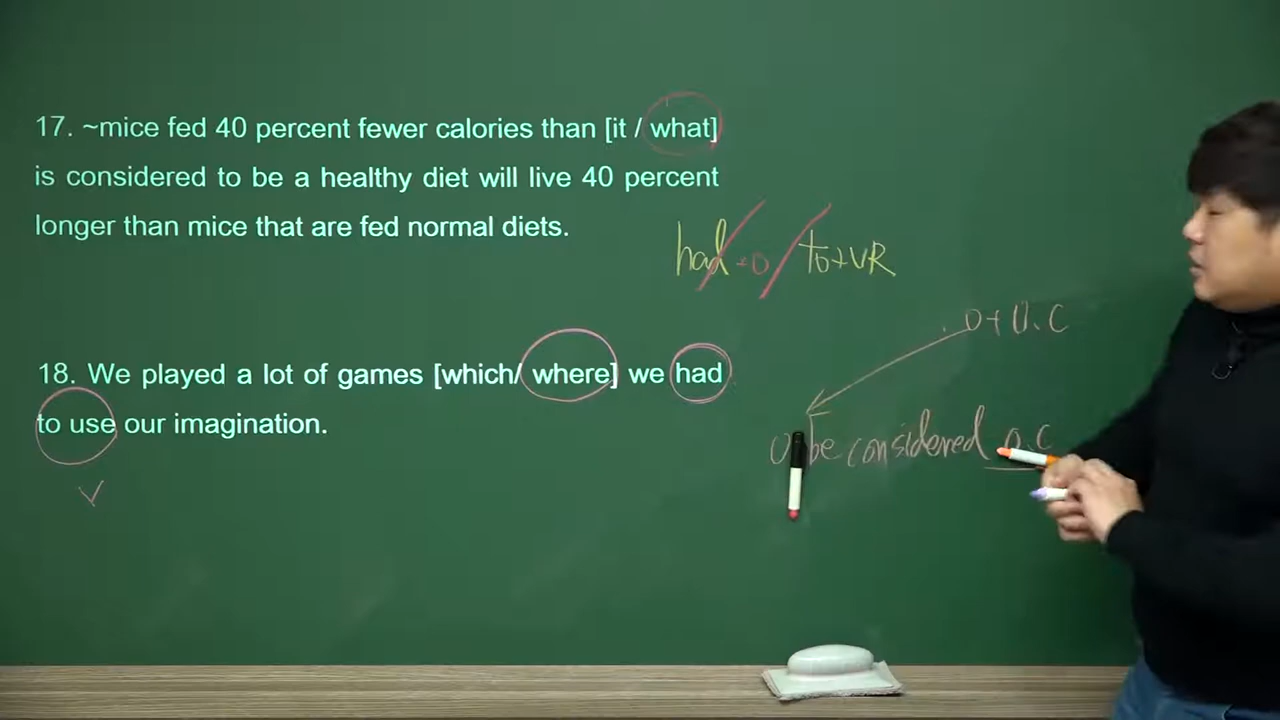 17. ~mice fed 40 percent fewer calories than [it / what]
is considered to be a healthy diet will live 40 percent
longer than mice that are fed normal diets.
had +O / to+VR
O+O.C
18. We played a lot of games [which/ where] we had
to use our imagination.
O be considered O.C
V